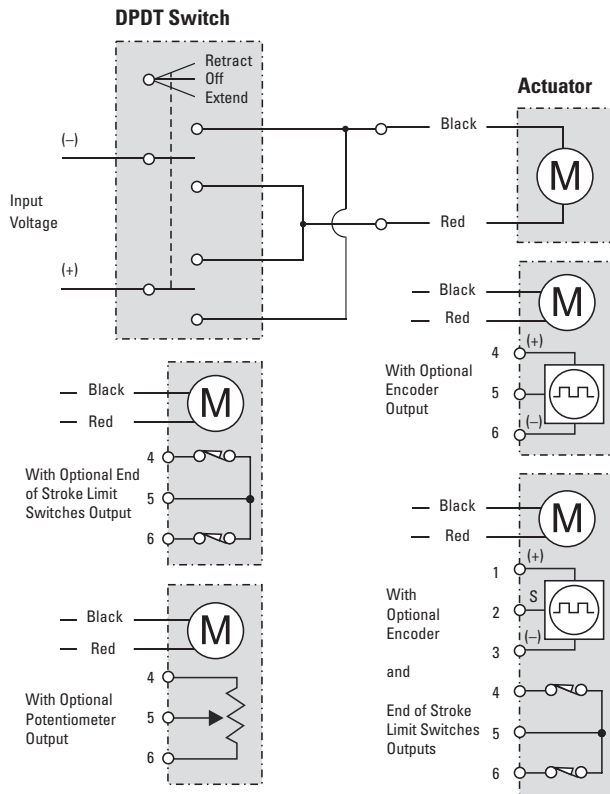 DPDT Switch
Retract
Off
Extend
(–)
Input
Voltage
(+)
Actuator
Black
M
Red
Black
Red
M
4
(+)
With Optional
Encoder
Output
5
6
(–)
Black
Red
M
4
With Optional End
of Stroke Limit
Switches Output
5
6
Black
Red
M
1
(+)
With
Optional
Encoder
2
S
3
(–)
and
4
End of Stroke
Limit Switches
Outputs
5
6
Black
Red
M
4
With Optional
Potentiometer
Output
5
6